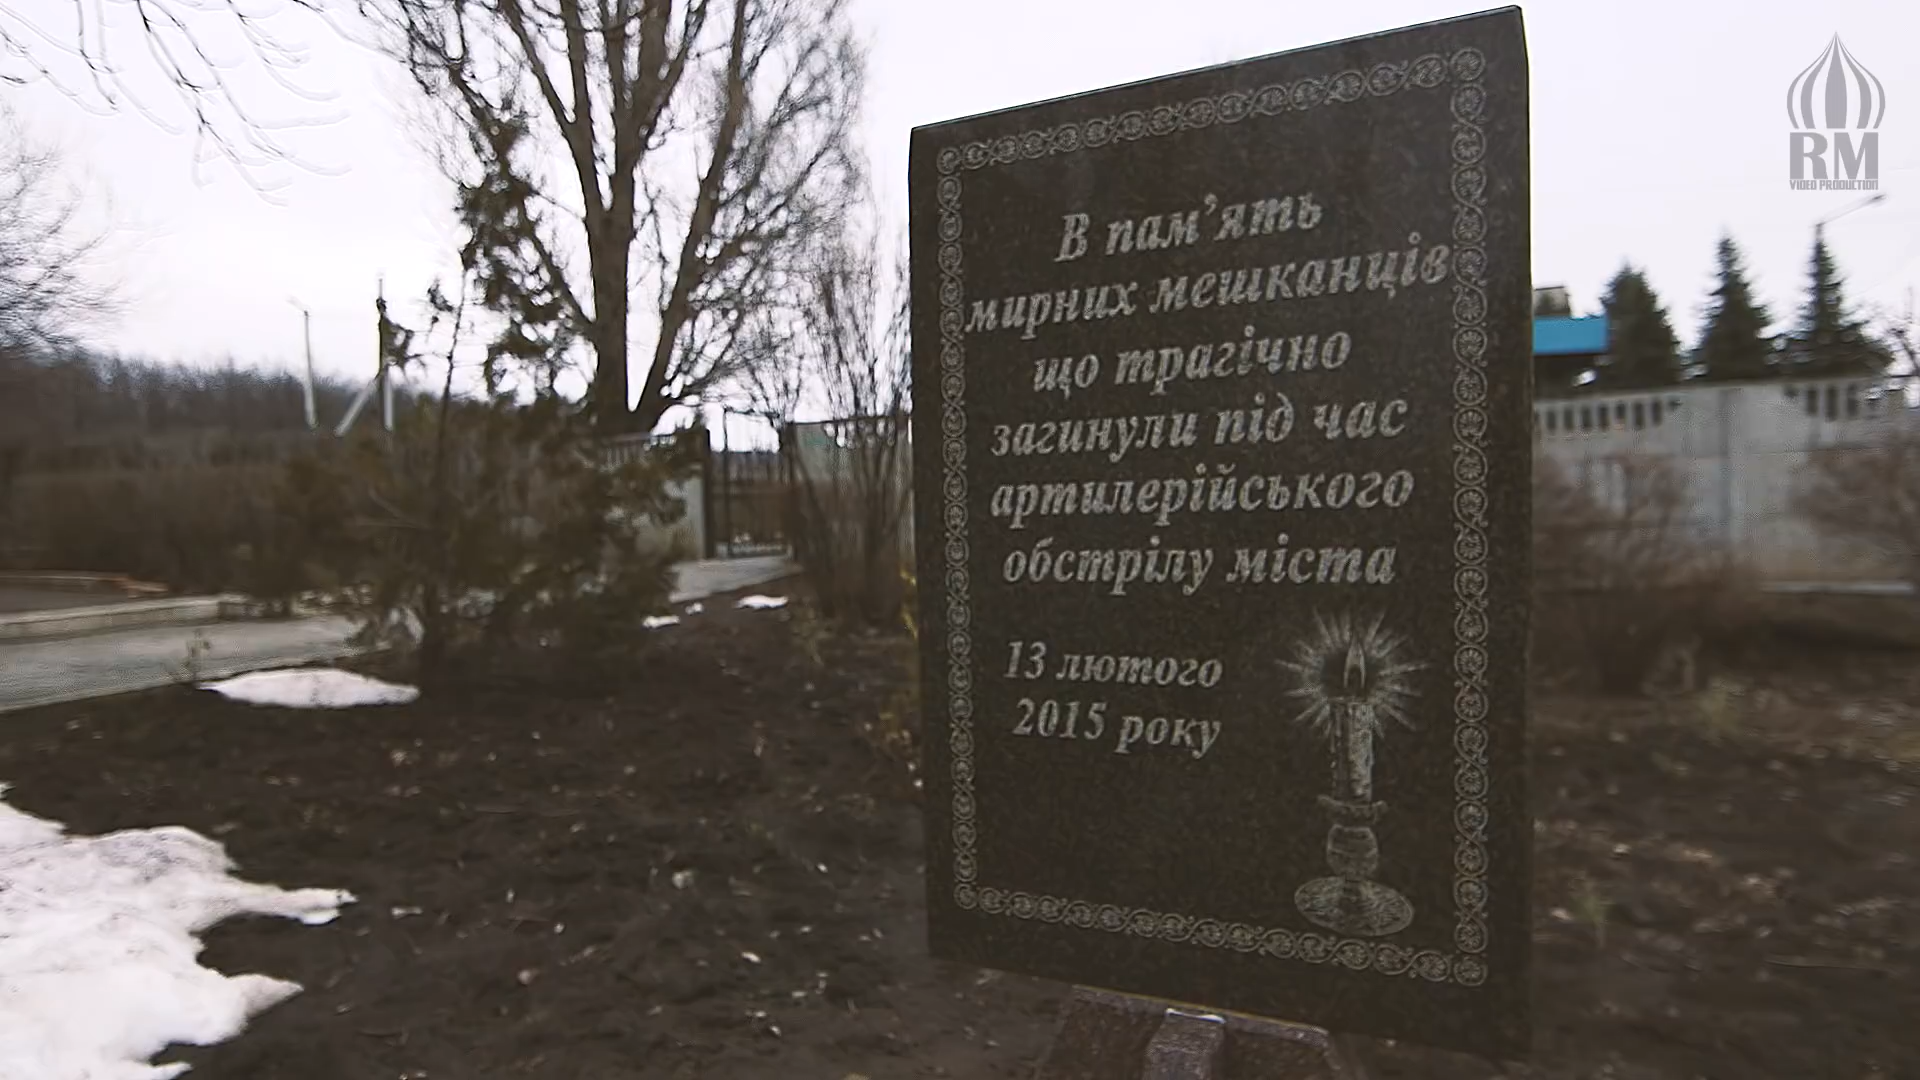 В пам’ять
мирних мешканців
що трагічно
загинули під час
артилерійського
обстрілу міста
13 лютого
2015 року
RM
VIDEO PRODUCTION